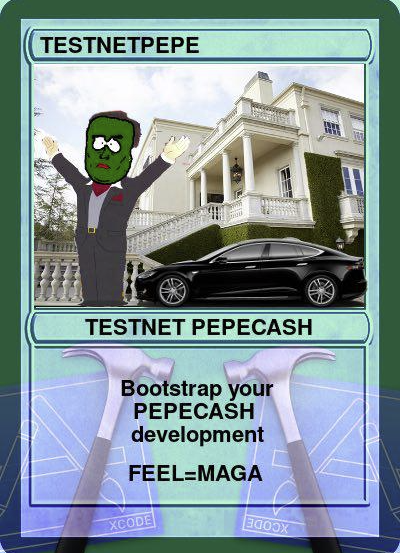 TESTNETPEPE
TESTNET PEPECASH
Bootstrap your
PEPECASH
development
FEEL=MAGA
XCODE
XCODE